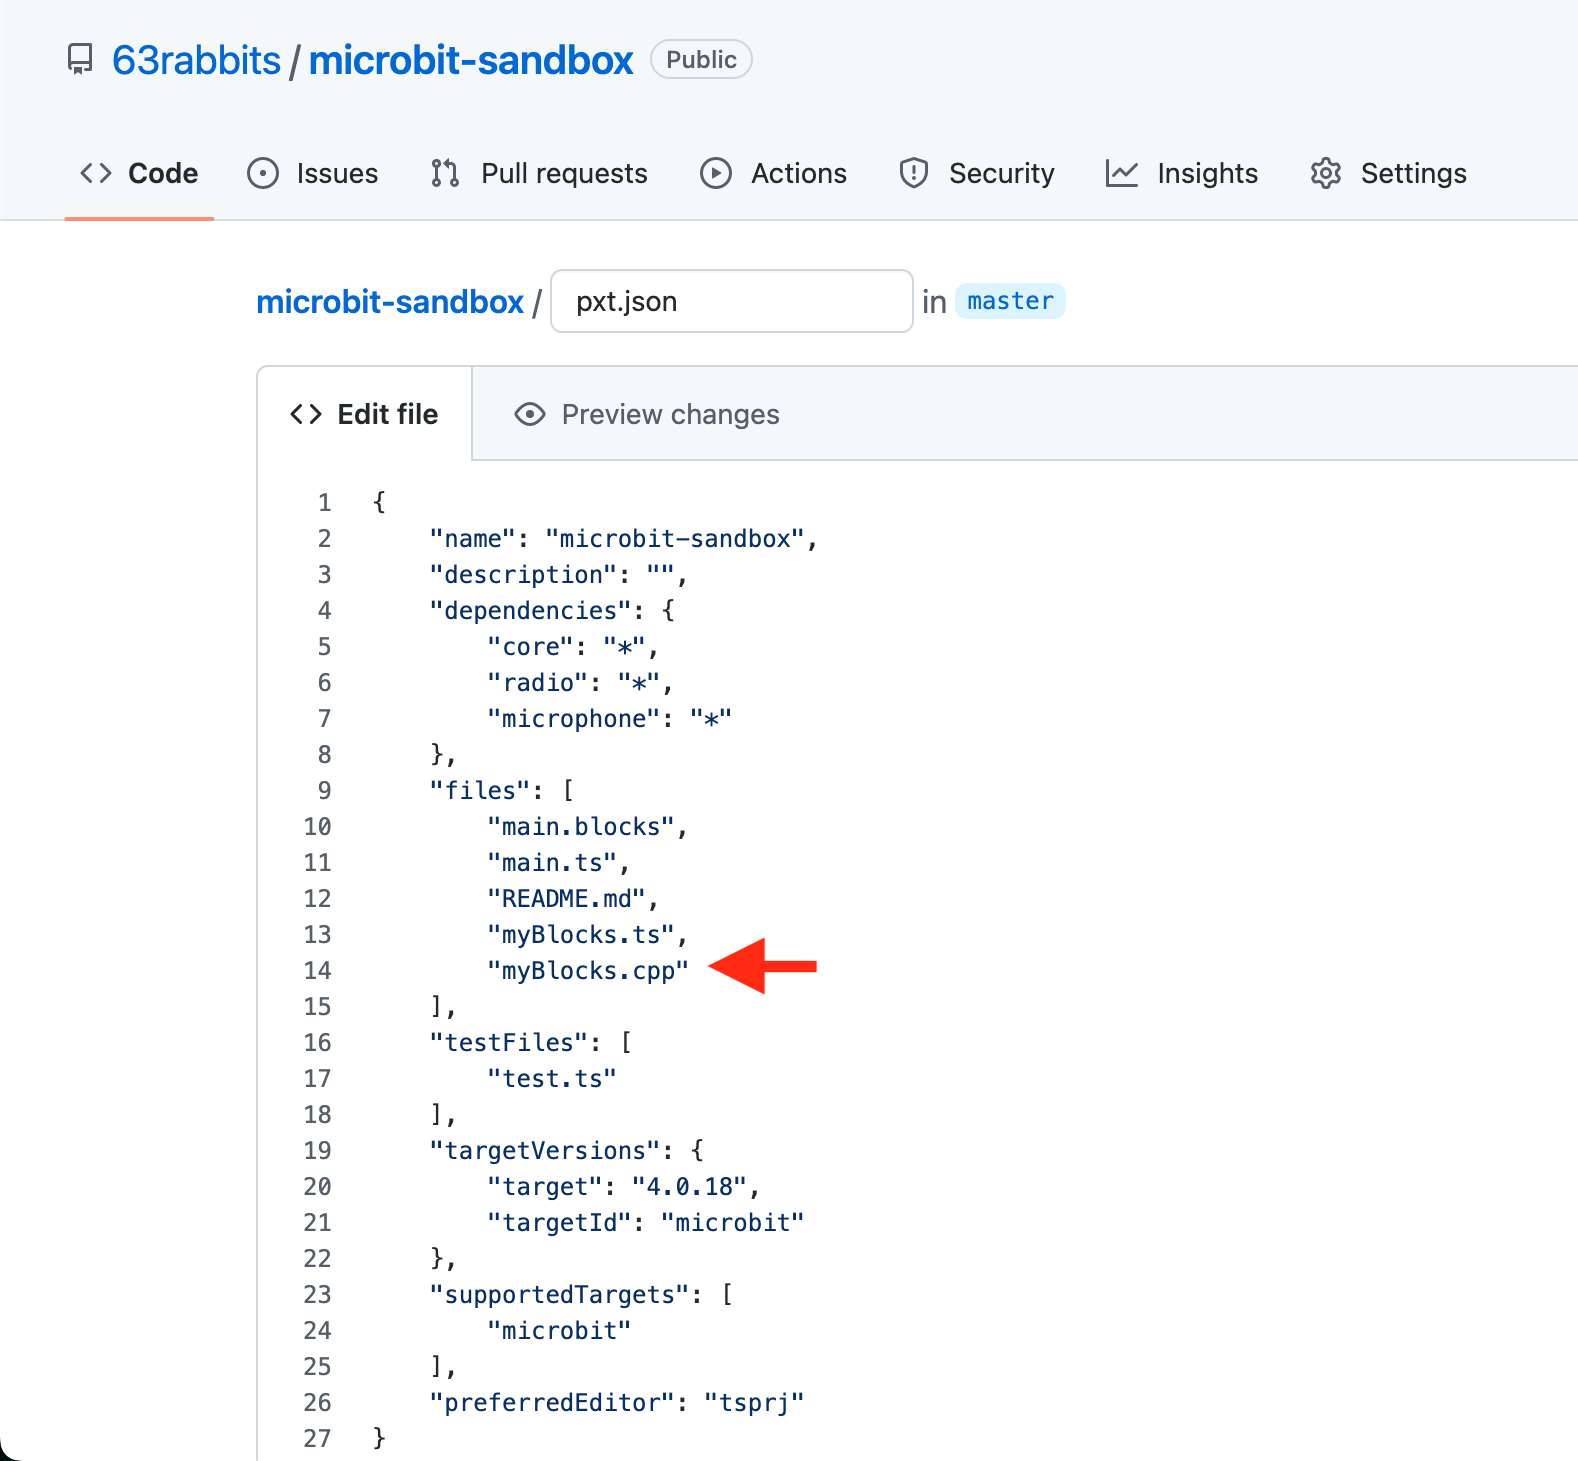 63rabbits / microbit-sandbox Public
Code Issues Pull requests Actions Security Insights Settings
microbit-sandbox / pxt.json in master
Edit file Preview changes
1 {
2 "name": "microbit-sandbox",
3 "description": "",
4 "dependencies": {
5 "core": "*",
6 "radio": "*",
7 "microphone": "*"
8 },
9 "files": [
10 "main.blocks",
11 "main.ts",
12 "README.md",
13 "myBlocks.ts",
14 "myBlocks.cpp"
15 ],
16 "testFiles": [
17 "test.ts"
18 ],
19 "targetVersions": {
20 "target": "4.0.18",
21 "targetId": "microbit"
22 },
23 "supportedTargets": [
24 "microbit"
25 ],
26 "preferredEditor": "tsprj"
27 }